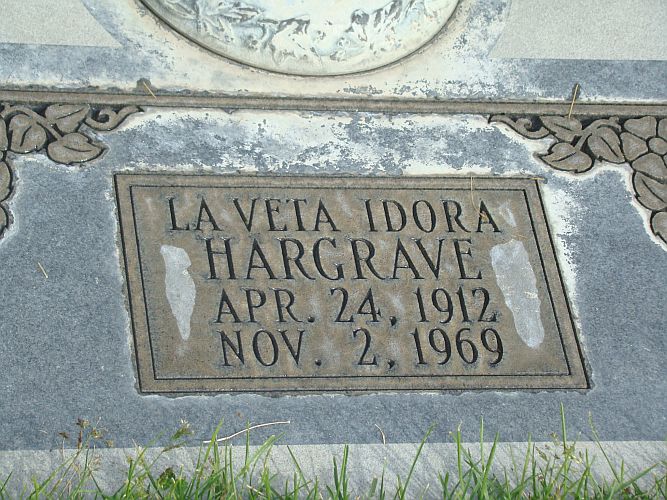 LA VETA IDORA
HARGRAVE
APR. 24, 1912
NOV. 2, 1969